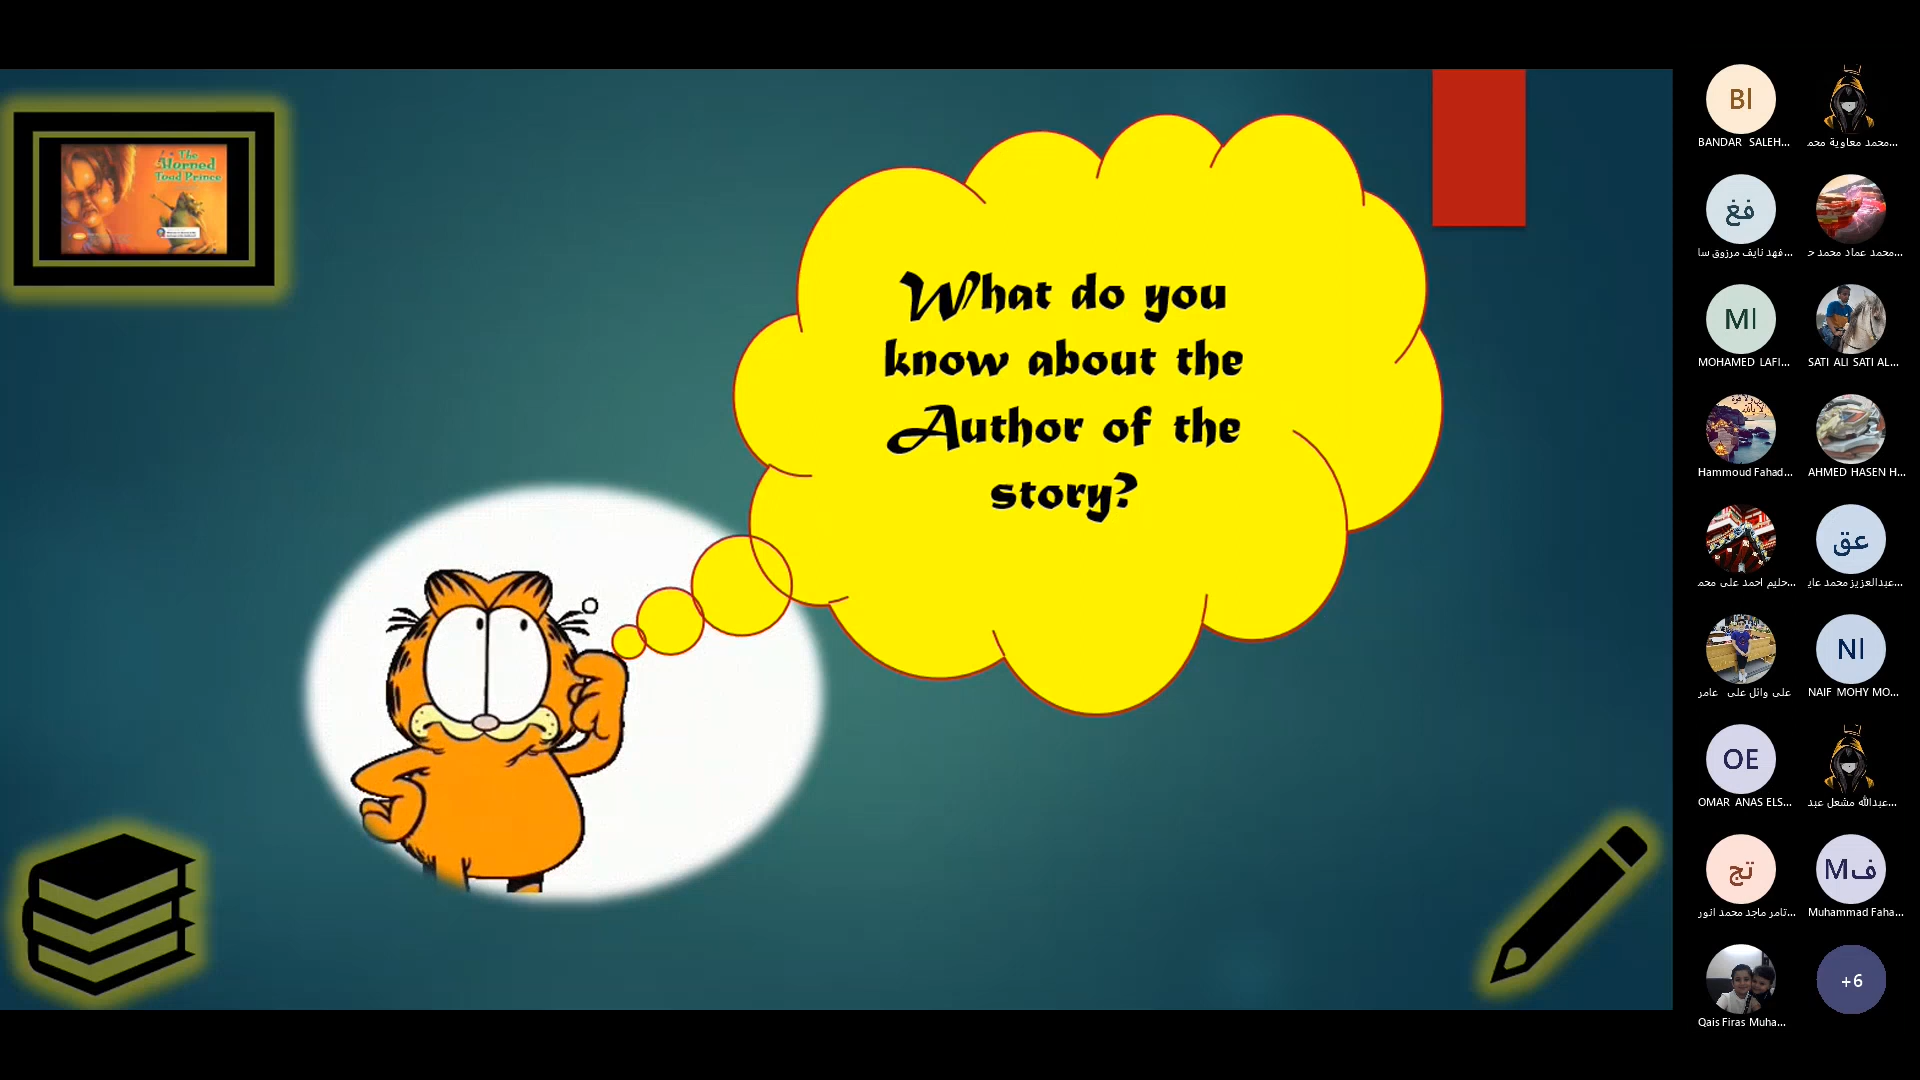 The
Horned
Toad Prince
What do you
know about the
Author of the
story?
BI
BANDAR SALEH...
محمد معاوية محم...
فغ
فهد نايف مرزوق سا...
محمد عماد محمد ح...
MI
MOHAMED LAFI...
SATI ALI SATI AL...
Hammoud Fahad...
AHMED HASEN H...
حليم احمد على محم...
عق
عبدالعزيز محمد عاي...
على وائل على عامر
NI
NAIF MOHY MO...
OE
OMAR ANAS ELS...
عبدالله مشعل عبد...
تج
تامر ماجد محمد انور...
Mف
Muhammad Faha...
Qais Firas Muha...
+6